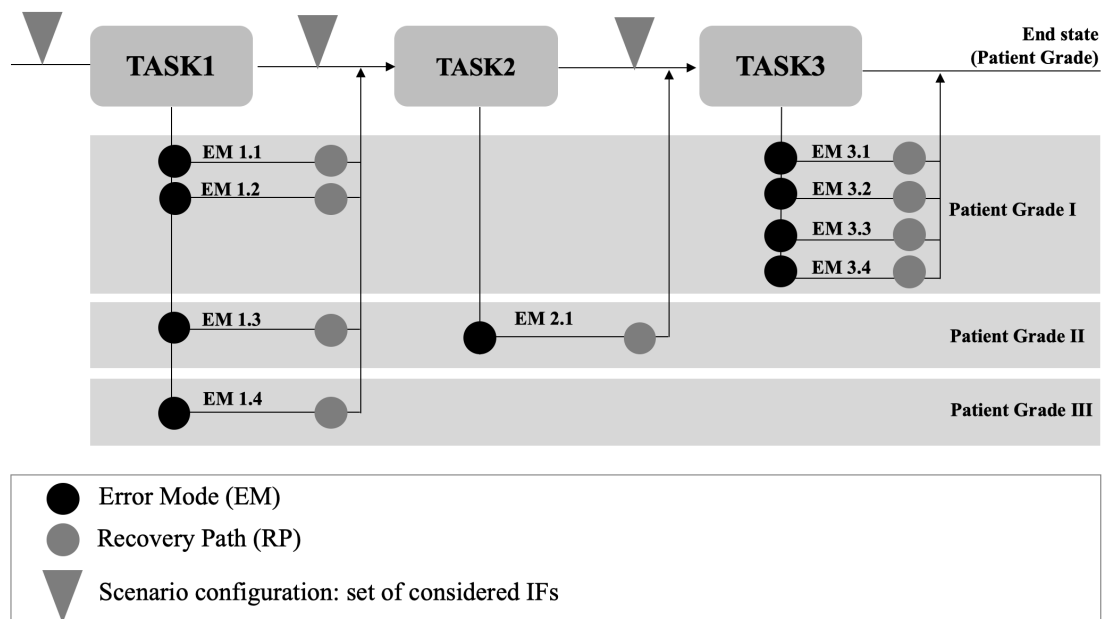 End state
(Patient Grade)
TASK1
TASK2
TASK3
EM 1.1
EM 1.2
EM 3.1
EM 3.2
EM 3.3
EM 3.4
Patient Grade I
EM 1.3
EM 2.1
Patient Grade II
EM 1.4
Patient Grade III
Error Mode (EM)
Recovery Path (RP)
Scenario configuration: set of considered IFs